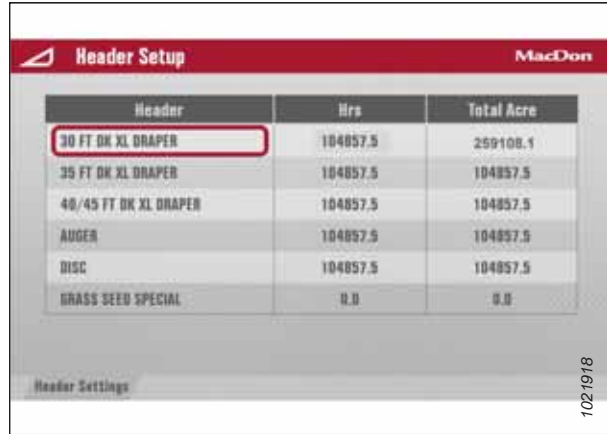 Header Setup MacDon
Header Hrs Total Acre
30 FT DK XL DRAPER 104857.5 259108.1
35 FT DK XL DRAPER 104857.5 104857.5
40/45 FT DK XL DRAPER 104857.5 104857.5
AUGER 104857.5 104857.5
DISC 104857.5 104857.5
GRASS SEED SPECIAL 0.0 0.0
Header Settings
1021918